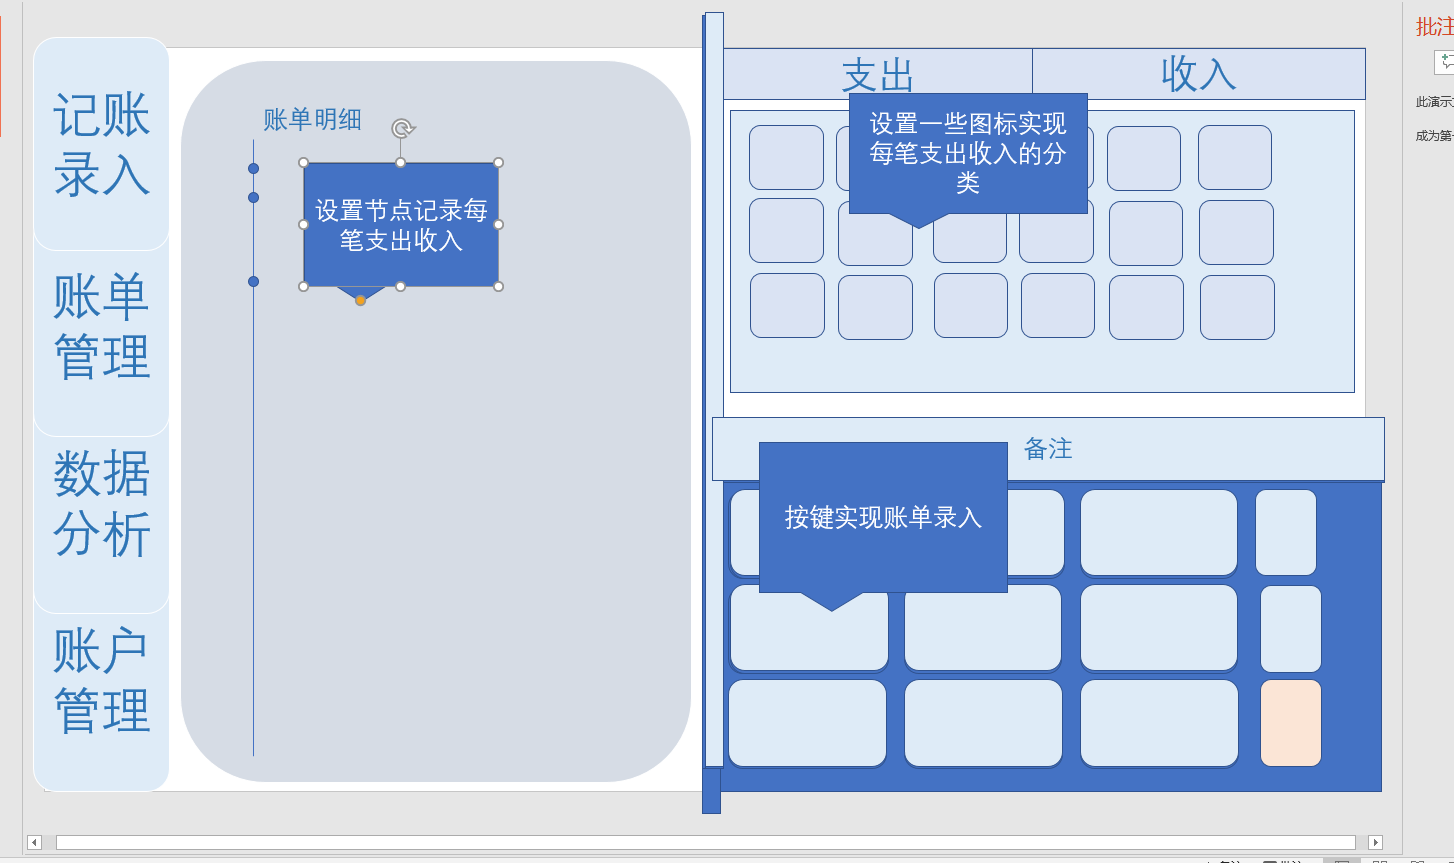 记账
录入
账单
管理
数据
分析
账户
管理
账单明细
设置节点记录每
笔支出收入
支出
收入
设置一些图标实现
每笔支出收入的分
类
备注
按键实现账单录入
批注
此演示
成为第一